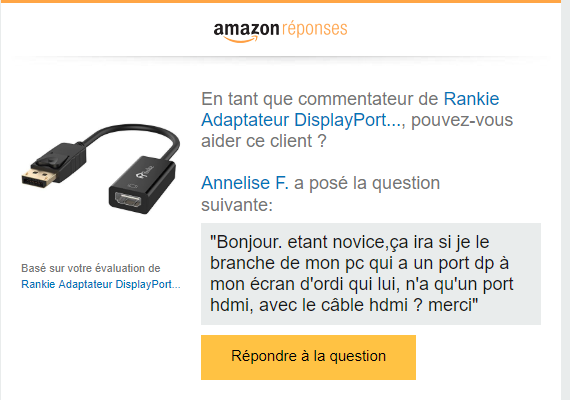 amazon réponses
En tant que commentateur de Rankie
Adaptateur DisplayPort..., pouvez-vous
aider ce client ?
Annelise F. a posé la question
suivante:
"Bonjour. etant novice,ça ira si je le
branche de mon pc qui a un port dp à
mon écran d'ordi qui lui, n'a qu'un port
hdmi, avec le câble hdmi ? merci"
Basé sur votre évaluation de
Rankie Adaptateur DisplayPort...
Répondre à la question